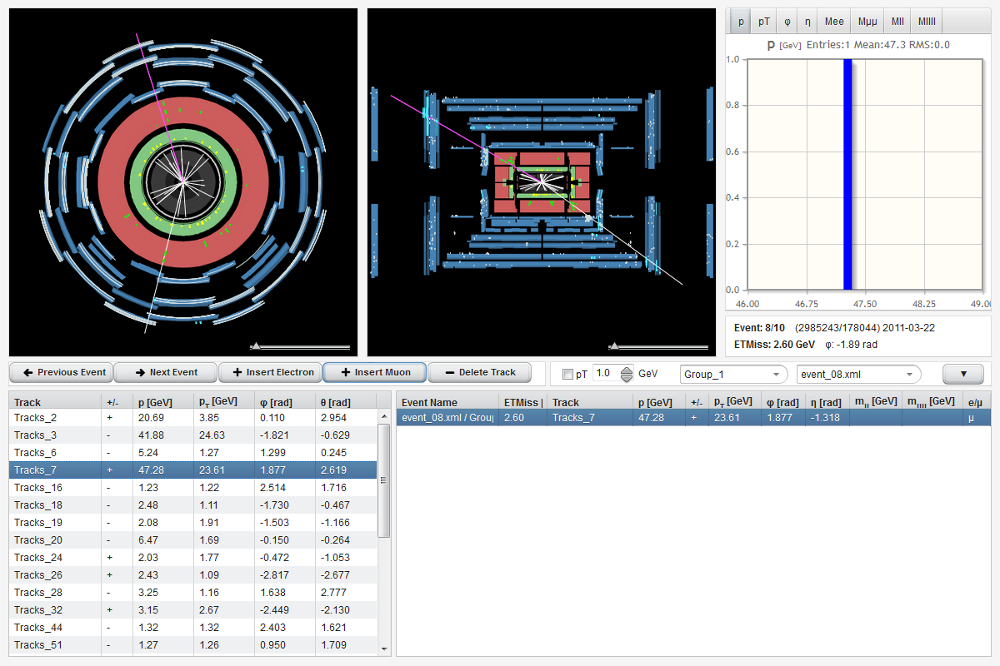 p pT φ η Mee Mµµ Mll Mllll
p [GeV] Entries:1 Mean:47.3 RMS:0.0
1.0
0.8
0.6
0.4
0.2
0.0
46.00 46.75 47.50 48.25 49.00
Event: 8/10 (2985243/178044) 2011-03-22
ETMiss: 2.60 GeV φ: -1.89 rad
Previous Event Next Event Insert Electron Insert Muon Delete Track pT 1.0 GeV Group_1 event_08.xml
Track +/- p [GeV] pT [GeV] φ [rad] θ [rad]
Tracks_2 + 20.69 3.85 0.110 2.954
Tracks_3 - 41.88 24.63 -1.821 -0.629
Tracks_6 - 5.24 1.27 1.299 0.245
Tracks_7 + 47.28 23.61 1.877 2.619
Tracks_16 - 1.23 1.22 2.514 1.716
Tracks_18 - 2.48 1.11 -1.730 -0.467
Tracks_19 - 2.08 1.91 -1.503 -1.166
Tracks_20 - 6.47 1.69 -0.150 -0.264
Tracks_24 + 2.03 1.77 -0.472 -1.053
Tracks_26 + 2.43 1.09 -2.817 -2.677
Tracks_28 - 3.25 1.16 1.638 2.777
Tracks_32 + 3.15 2.67 -2.449 -2.130
Tracks_44 - 1.32 1.32 2.403 1.621
Tracks_51 - 1.27 1.26 0.950 1.709
Event Name ETMiss Track p [GeV] +/- pT [GeV] φ [rad] η [rad] mll [GeV] mllll [GeV] e/µ
event_08.xml / Group 2.60 Tracks_7 47.28 + 23.61 1.877 -1.318 µ